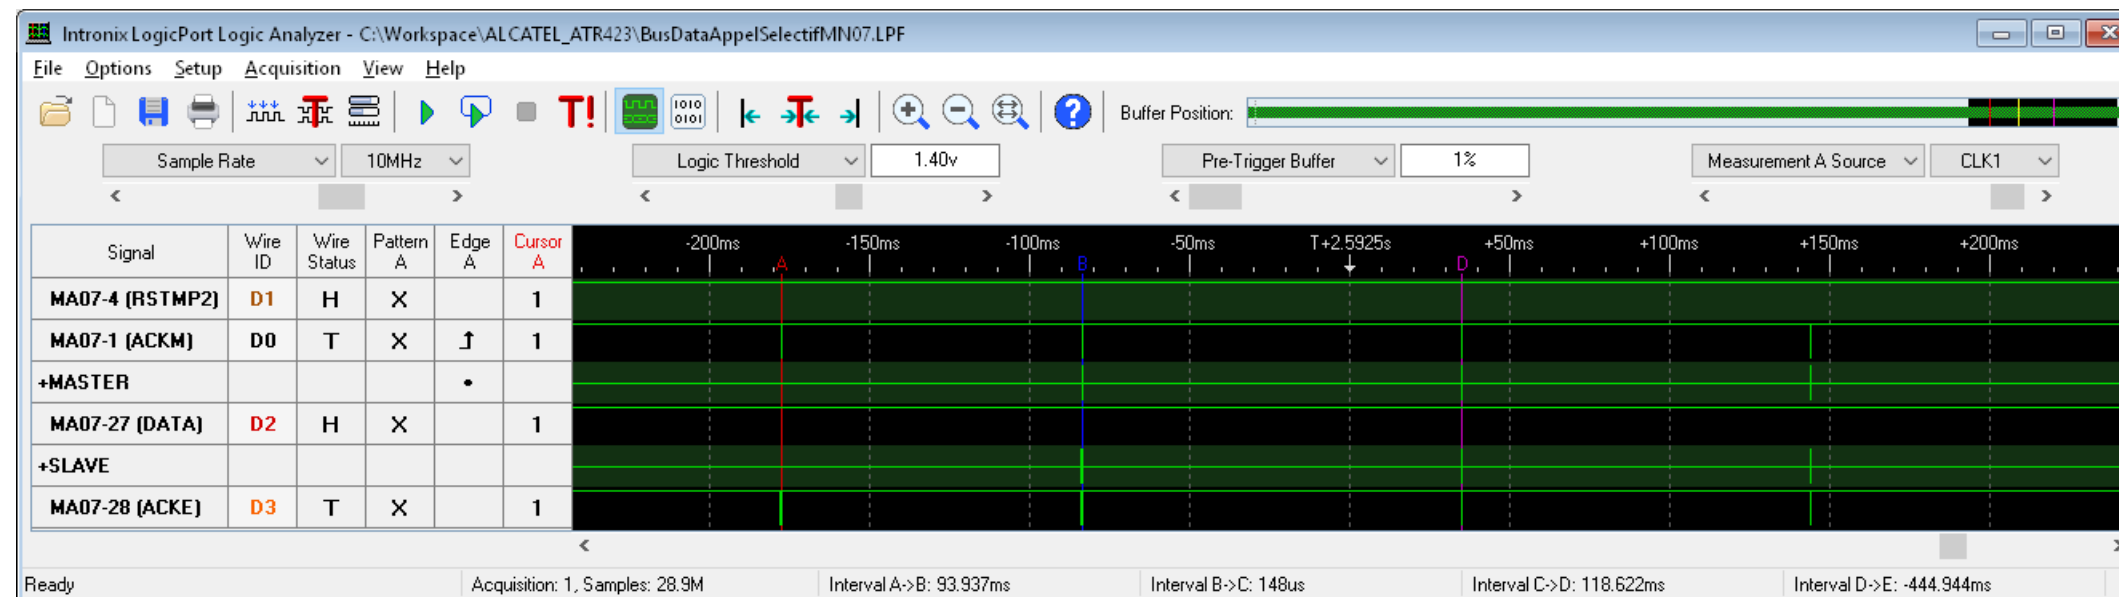 Intronix LogicPort Logic Analyzer - C:\Workspace\ALCATEL_ATR423\BusDataAppelSelectifMN07.LPF
File Options Setup Acquisition View Help
T! 1010 0101 ? Buffer Position:
Sample Rate 10MHz Logic Threshold 1.40v Pre-Trigger Buffer 1% Measurement A Source CLK1
Signal Wire ID Wire Status Pattern A Edge A Cursor A -200ms -150ms -100ms -50ms T+2.5925s +50ms +100ms +150ms +200ms
A B D
MA07-4 (RSTMP2) D1 H X 1
MA07-1 (ACKM) D0 T X 1
+MASTER
MA07-27 (DATA) D2 H X 1
+SLAVE
MA07-28 (ACKE) D3 T X 1
Ready Acquisition: 1, Samples: 28.9M Interval A->B: 93.937ms Interval B->C: 148us Interval C->D: 118.622ms Interval D->E: -444.944ms